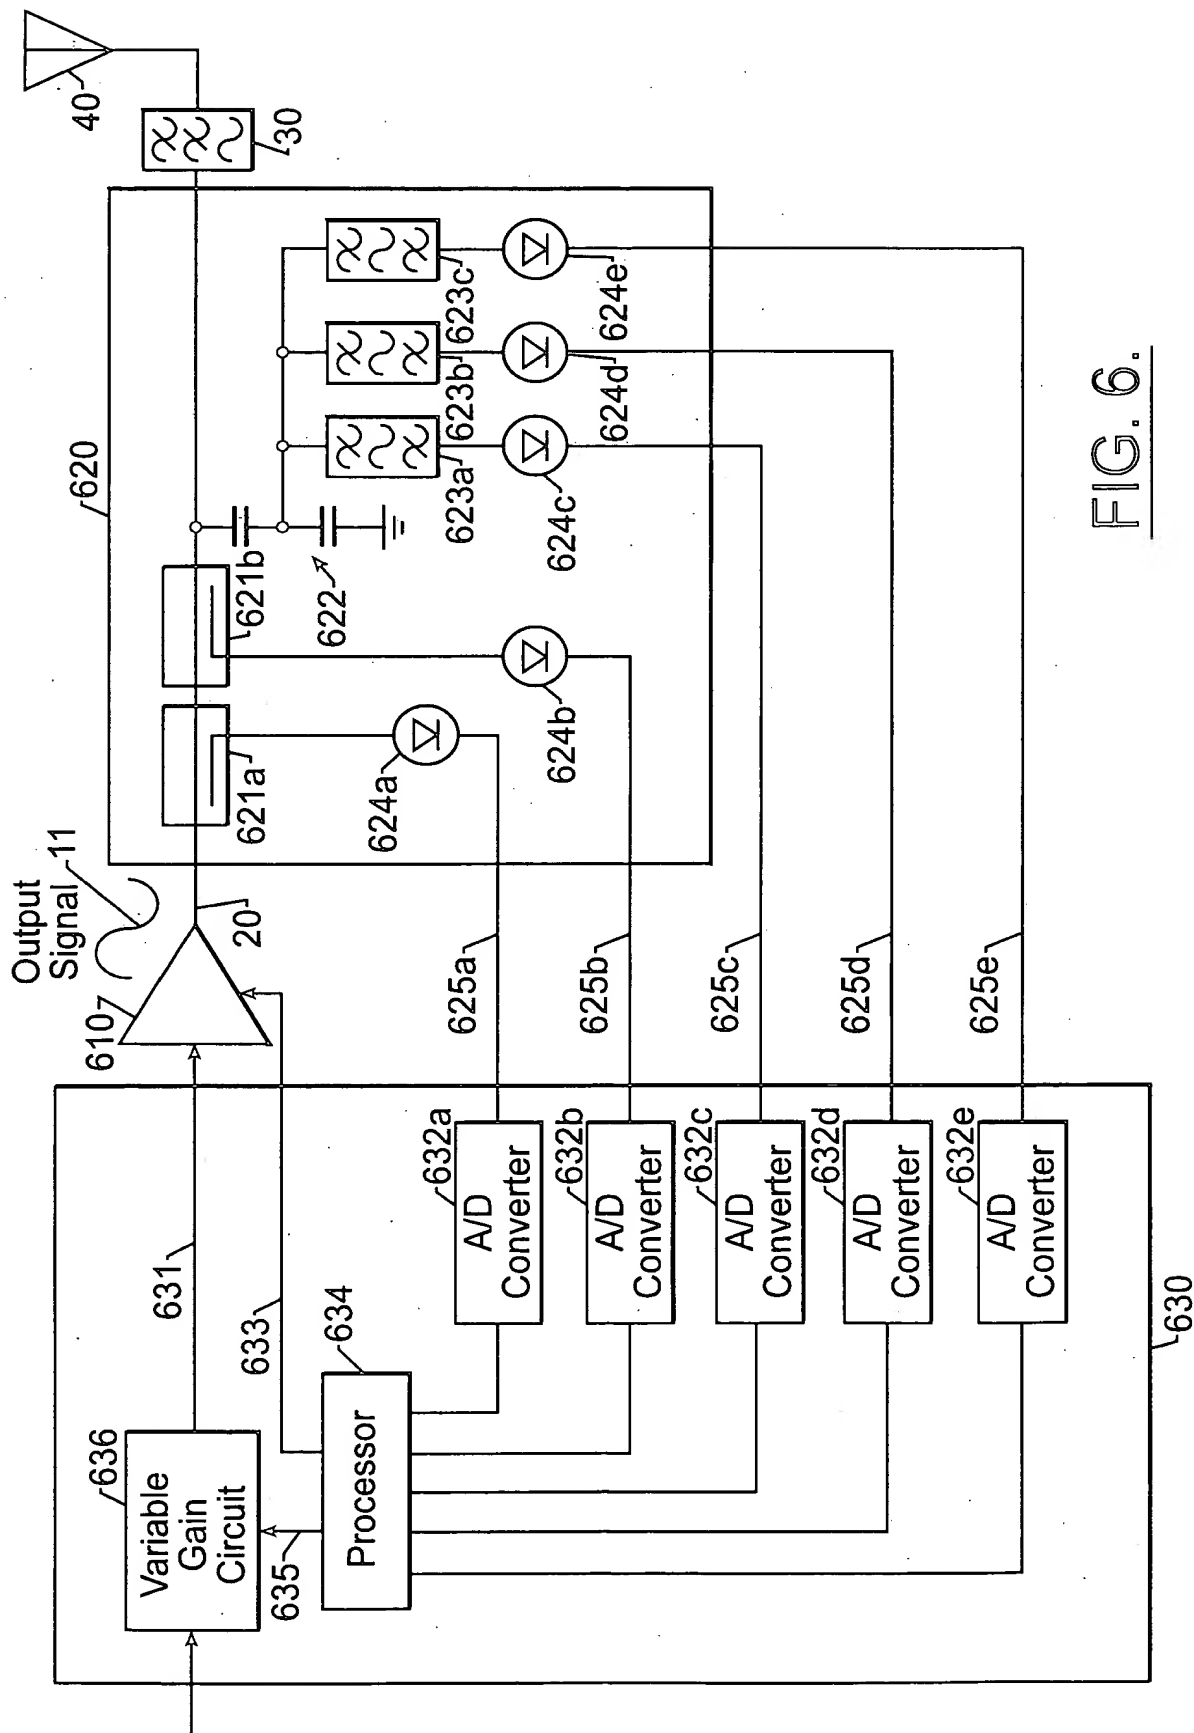 40
30
620
623c
624e
623b
624d
623a
624c
621b
622
624b
621a
624a
Output
Signal
11
20
610
625a
625b
625c
625d
625e
FIG. 6.
631
633
634
636
Variable
Gain
Circuit
635
Processor
632a
A/D
Converter
632b
A/D
Converter
632c
A/D
Converter
632d
A/D
Converter
632e
A/D
Converter
630